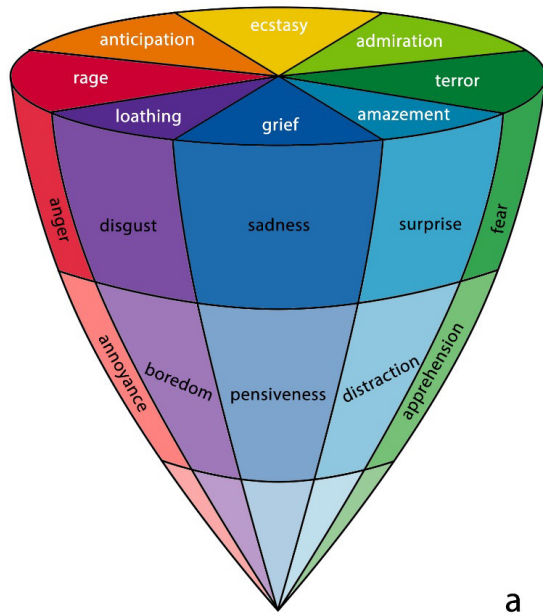 ecstasy
anticipation
admiration
rage
terror
loathing
grief
amazement
anger
disgust
sadness
surprise
fear
annoyance
boredom
pensiveness
distraction
apprehension
a